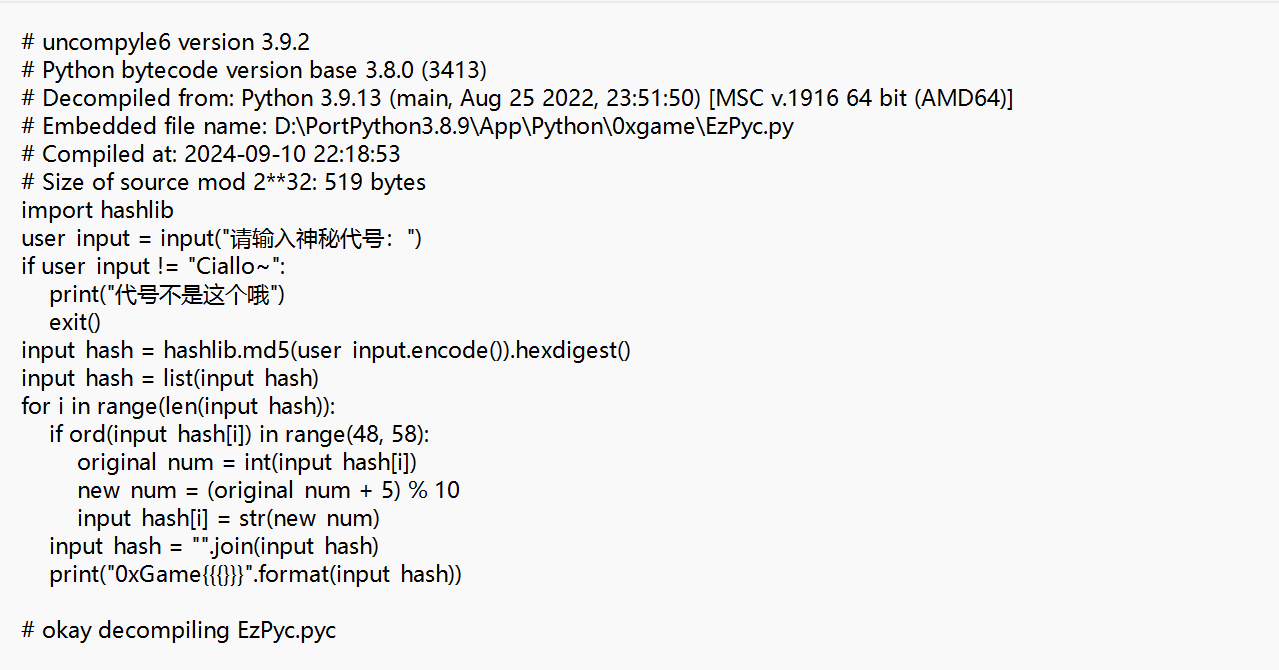 # uncompyle6 version 3.9.2
# Python bytecode version base 3.8.0 (3413)
# Decompiled from: Python 3.9.13 (main, Aug 25 2022, 23:51:50) [MSC v.1916 64 bit (AMD64)]
# Embedded file name: D:\PortPython3.8.9\App\Python\0xgame\EzPyc.py
# Compiled at: 2024-09-10 22:18:53
# Size of source mod 2**32: 519 bytes
import hashlib
user input = input("请输入神秘代号：")
if user input != "Ciallo~":
    print("代号不是这个哦")
    exit()
input hash = hashlib.md5(user input.encode()).hexdigest()
input hash = list(input hash)
for i in range(len(input hash)):
    if ord(input hash[i]) in range(48, 58):
        original num = int(input hash[i])
        new num = (original num + 5) % 10
        input hash[i] = str(new num)
    input hash = "".join(input hash)
    print("0xGame{{{}}}".format(input hash))
# okay decompiling EzPyc.pyc